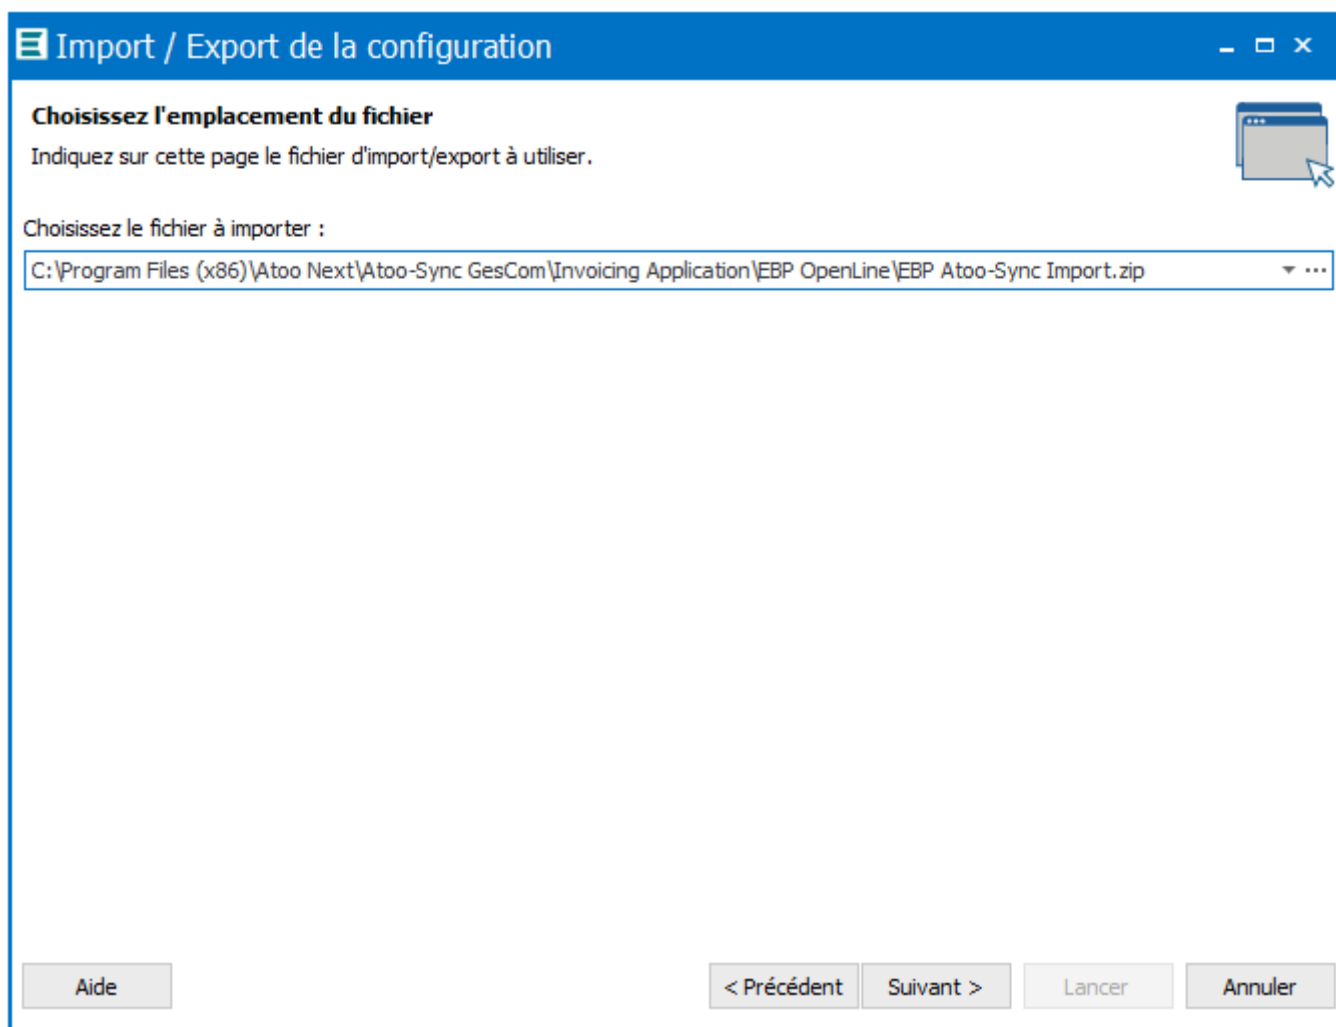 Import / Export de la configuration
Choisissez l'emplacement du fichier
Indiquez sur cette page le fichier d'import/export à utiliser.
Choisissez le fichier à importer :
C:\Program Files (x86)\Atoo Next\Atoo-Sync GesCom\Invoicing Application\EBP OpenLine\EBP Atoo-Sync Import.zip
Aide
< Précédent
Suivant >
Lancer
Annuler